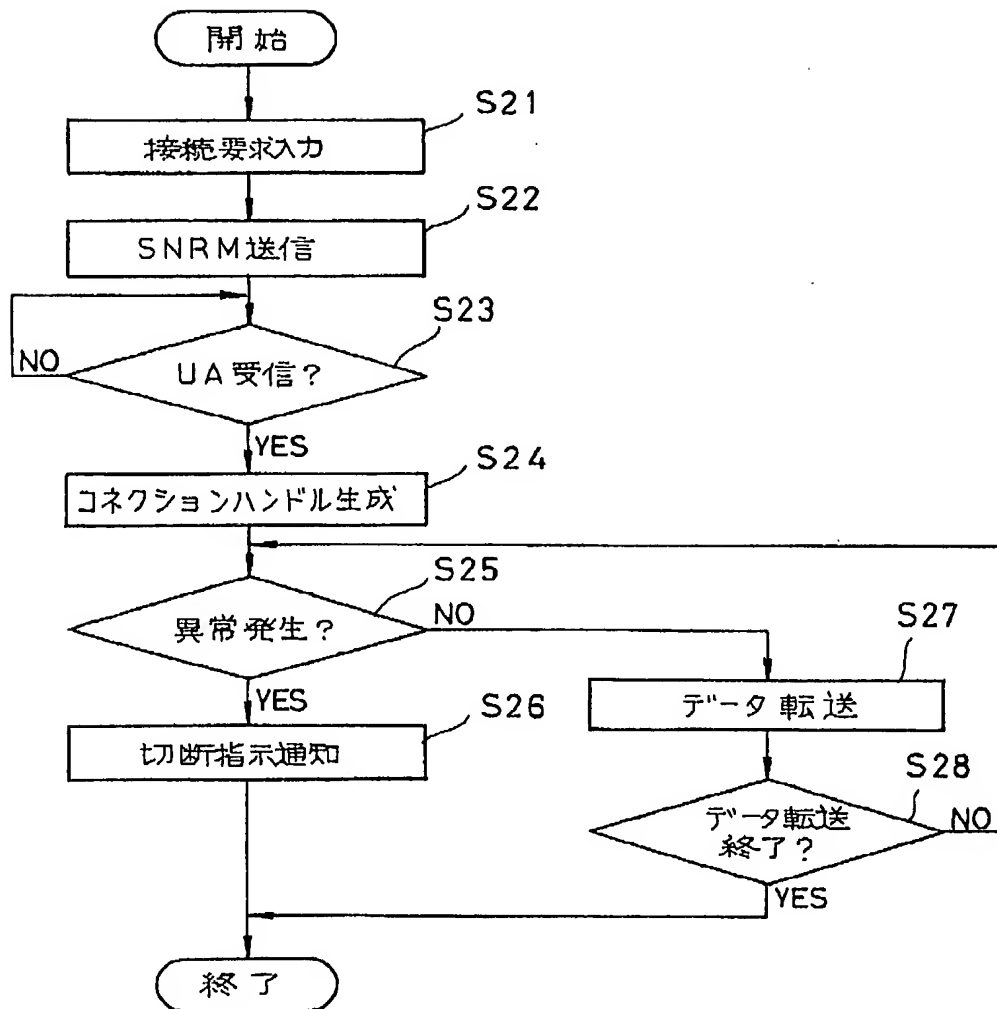 開始
S21
接続要求入力
S22
SNRM送信
S23
NO
UA受信?
YES
S24
コネクションハンドル生成
S25
異常発生?
NO
S27
YES
データ転送
S26
切断指示通知
S28
データ転送
終了?
NO
YES
終了